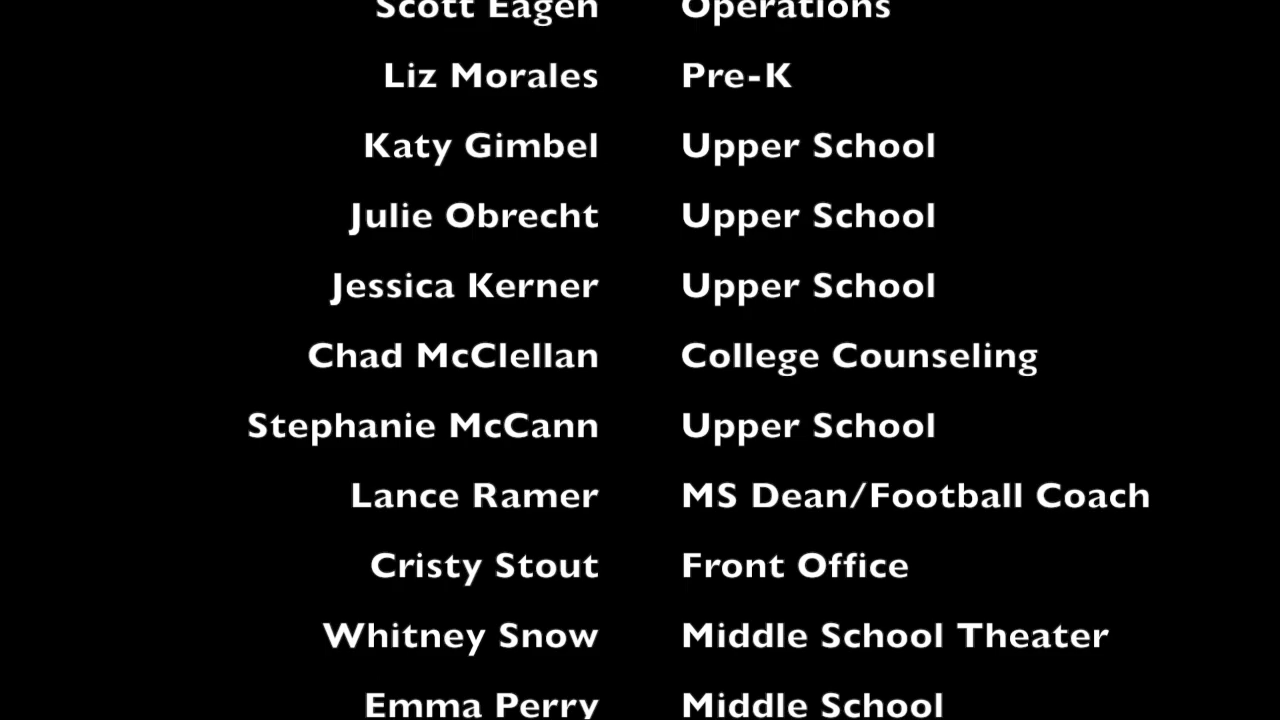 Scott Eagen Operations
Liz Morales Pre-K
Katy Gimbel Upper School
Julie Obrecht Upper School
Jessica Kerner Upper School
Chad McClellan College Counseling
Stephanie McCann Upper School
Lance Ramer MS Dean/Football Coach
Cristy Stout Front Office
Whitney Snow Middle School Theater
Emma Perry Middle School